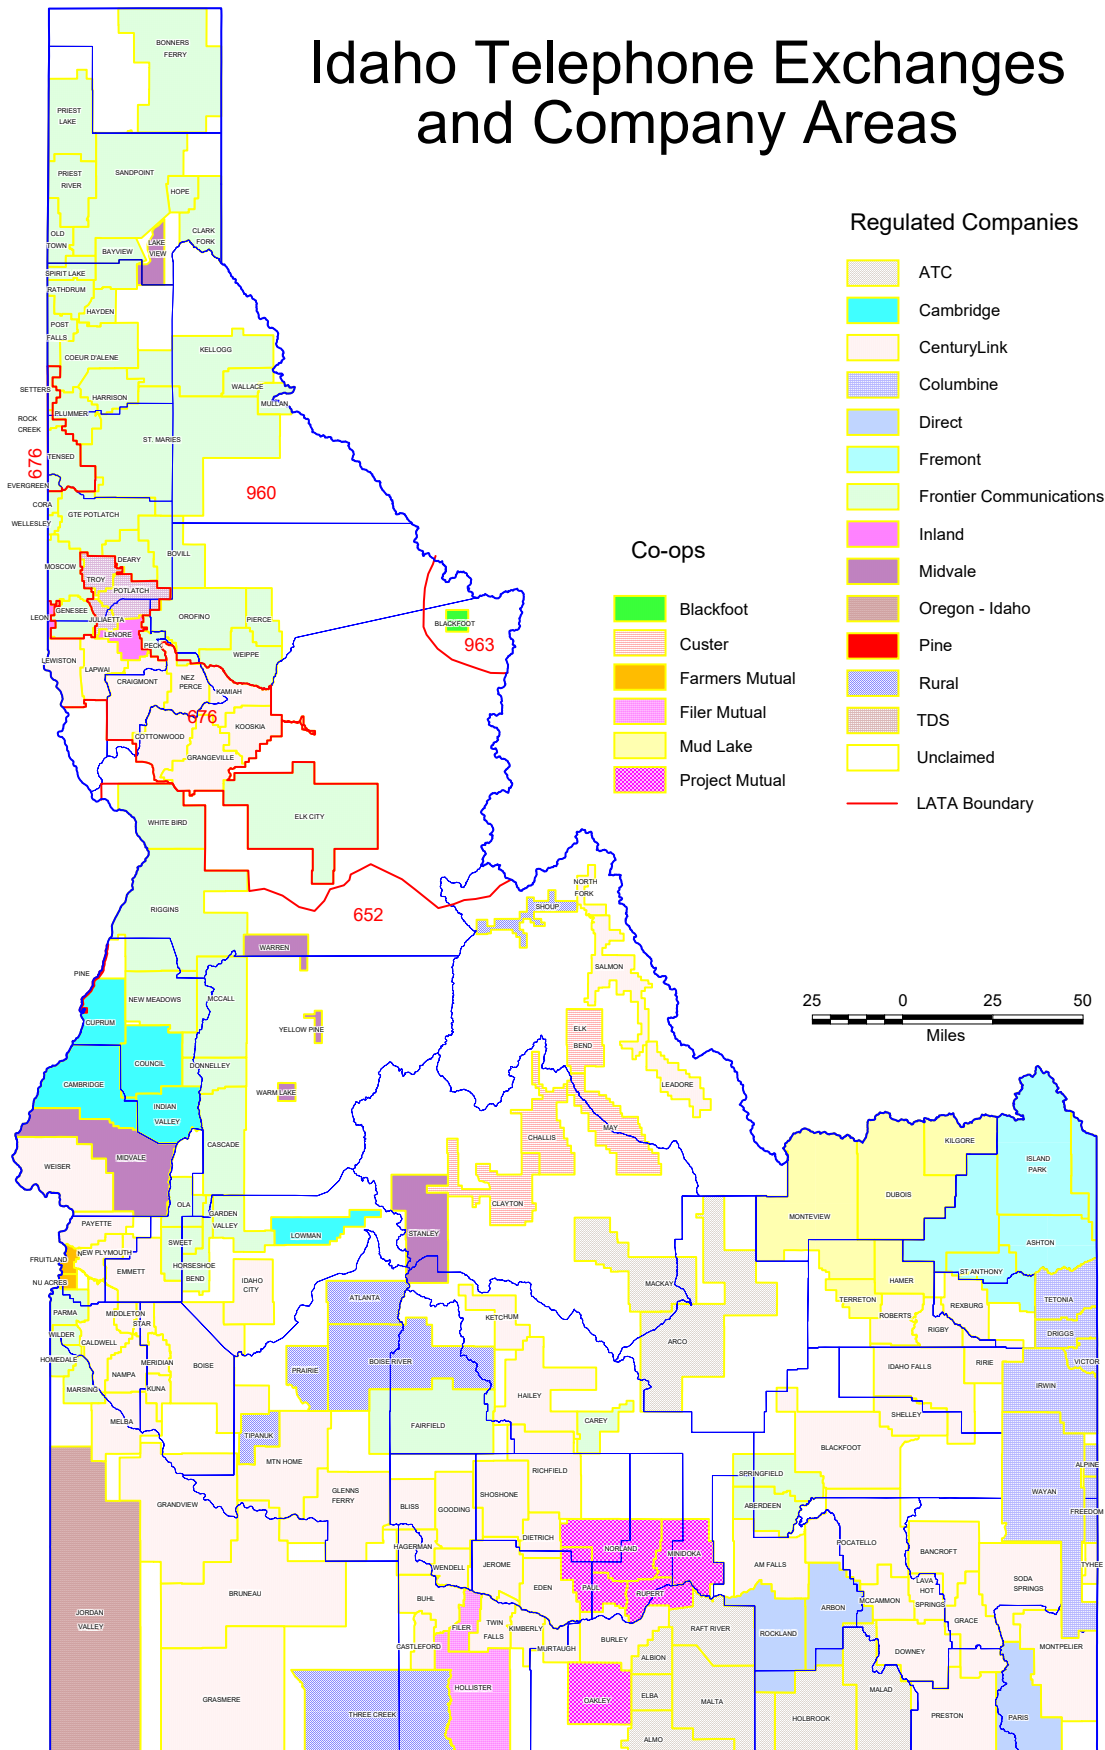 Idaho Telephone Exchanges
and Company Areas
Regulated Companies
ATC
Cambridge
CenturyLink
Columbine
Direct
Fremont
Frontier Communications
Inland
Midvale
Oregon - Idaho
Pine
Rural
TDS
Unclaimed
LATA Boundary
Co-ops
Blackfoot
Custer
Farmers Mutual
Filer Mutual
Mud Lake
Project Mutual
25 0 25 50
Miles
BONNERS
FERRY
PRIEST
LAKE
PRIEST
RIVER
SANDPOINT
HOPE
OLD
TOWN
LAKE
VIEW
CLARK
FORK
BAYVIEW
SPIRIT LAKE
RATHDRUM
HAYDEN
POST
FALLS
COEUR D'ALENE
KELLOGG
SETTERS
HARRISON
WALLACE
MULLAN
ROCK
CREEK
PLUMMER
ST. MARIES
TENSED
676
960
EVERGREEN
CORA
WELLESLEY
GTE POTLATCH
MOSCOW
DEARY
BOVILL
TROY
POTLATCH
LEON
GENESEE
JULIAETTA
OROFINO
PIERCE
BLACKFOOT
963
LENORE
PECK
WEIPPE
LEWISTON
LAPWAI
CRAIGMONT
NEZ
PERCE
KAMIAH
676
KOOSKIA
COTTONWOOD
GRANGEVILLE
WHITE BIRD
ELK CITY
652
RIGGINS
NORTH
FORK
SHOUP
WARREN
SALMON
PINE
CUPRUM
NEW MEADOWS
MCCALL
YELLOW PINE
ELK
BEND
COUNCIL
DONNELLEY
CAMBRIDGE
WARM LAKE
LEADORE
INDIAN
VALLEY
CASCADE
CHALLIS
MAY
MIDVALE
WEISER
KILGORE
ISLAND
PARK
DUBOIS
OLA
GARDEN
VALLEY
CLAYTON
MONTEVIEW
PAYETTE
LOWMAN
STANLEY
SWEET
ASHTON
FRUITLAND
NEW PLYMOUTH
EMMETT
HORSESHOE
BEND
IDAHO
CITY
NU ACRES
MACKAY
ST ANTHONY
HAMER
TERRETON
ATLANTA
KETCHUM
REXBURG
TETONIA
PARMA
MIDDLETON
STAR
ROBERTS
RIGBY
DRIGGS
WILDER
CALDWELL
ARCO
HOMEDALE
MERIDIAN
BOISE
NAMPA
PRAIRIE
BOISE RIVER
IDAHO FALLS
RIRIE
VICTOR
MARSING
KUNA
HAILEY
IRWIN
MELBA
TIPANUK
FAIRFIELD
CAREY
SHELLEY
BLACKFOOT
MTN HOME
RICHFIELD
SPRINGFIELD
ALPINE
GRANDVIEW
GLENNS
FERRY
BLISS
GOODING
SHOSHONE
ABERDEEN
WAYAN
FREEDOM
DIETRICH
HAGERMAN
NORLAND
MINIDOKA
POCATELLO
BANCROFT
WENDELL
JEROME
AM FALLS
TYHEE
BRUNEAU
BUHL
EDEN
PAUL
RUPERT
ARBON
LAVA
HOT
SPRINGS
SODA
SPRINGS
MCCAMMON
JORDAN
VALLEY
FILER
TWIN
FALLS
KIMBERLY
RAFT RIVER
ROCKLAND
GRACE
CASTLEFORD
MURTAUGH
BURLEY
DOWNEY
MONTPELIER
ALBION
GRASMERE
HOLLISTER
OAKLEY
ELBA
MALTA
MALAD
THREE CREEK
HOLBROOK
PRESTON
PARIS
ALMO